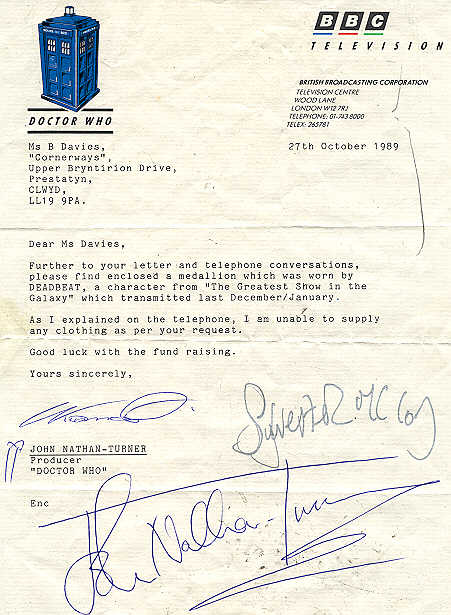 POLICE BOX
BBC
TELEVISION
DOCTOR WHO
BRITISH BROADCASTING CORPORATION
TELEVISION CENTRE
WOOD LANE
LONDON W12 7RJ
TELEPHONE: 01-743 8000
TELEX: 265781
27th October 1989
Ms B Davies,
"Cornerways",
Upper Bryntirion Drive,
Prestatyn,
CLWYD,
LL19 9PA.
Dear Ms Davies,
Further to your letter and telephone conversations,
please find enclosed a medallion which was worn by
DEADBEAT, a character from "The Greatest Show in the
Galaxy" which transmitted last December/January.
As I explained on the telephone, I am unable to supply
any clothing as per your request.
Good luck with the fund raising.
Yours sincerely,
Sylvester McCoy
JOHN NATHAN-TURNER
Producer
"DOCTOR WHO"
Enc
John Nathan-Turner